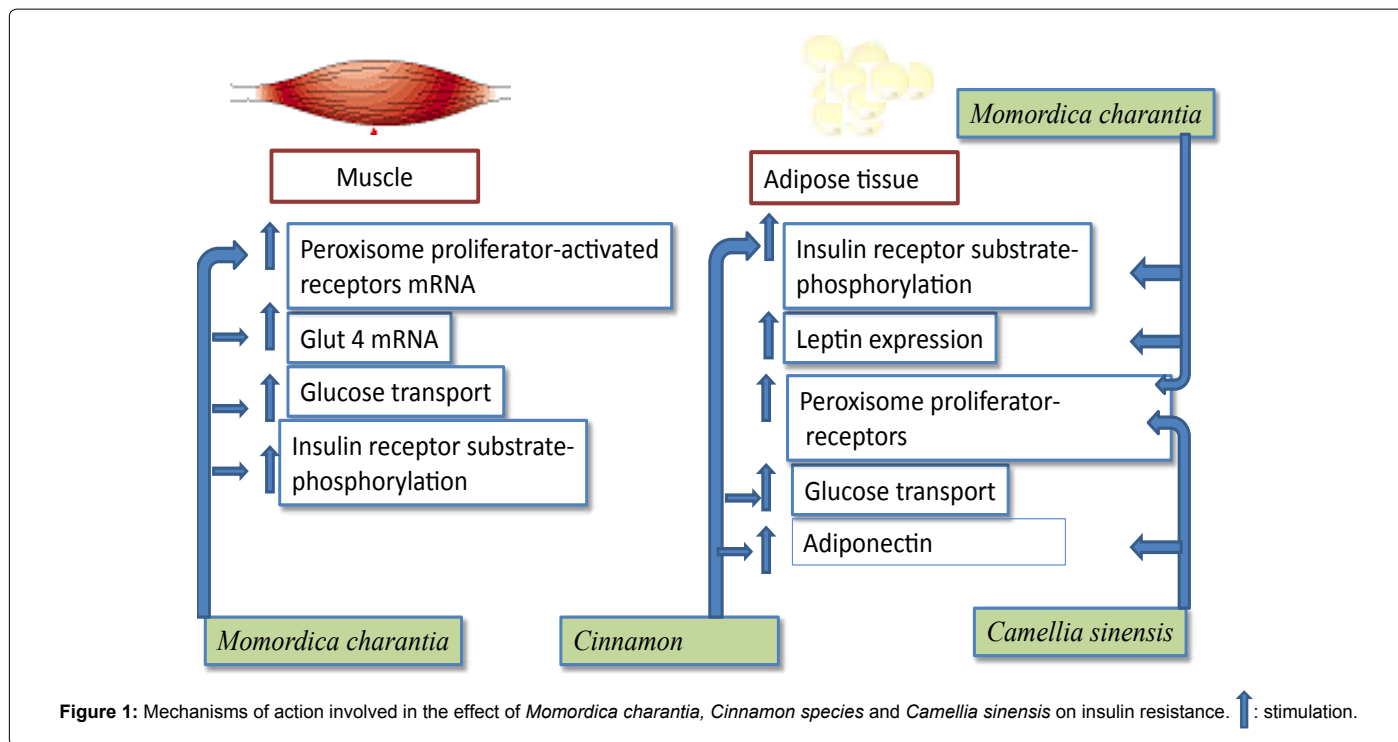 Momordica charantia
Muscle
Adipose tissue
Peroxisome proliferator-activated
receptors mRNA
Glut 4 mRNA
Glucose transport
Insulin receptor substrate-
phosphorylation
Insulin receptor substrate-
phosphorylation
Leptin expression
Peroxisome proliferator-
receptors
Glucose transport
Adiponectin
Momordica charantia
Cinnamon
Camellia sinensis
Figure 1: Mechanisms of action involved in the effect of Momordica charantia, Cinnamon species and Camellia sinensis on insulin resistance. : stimulation.